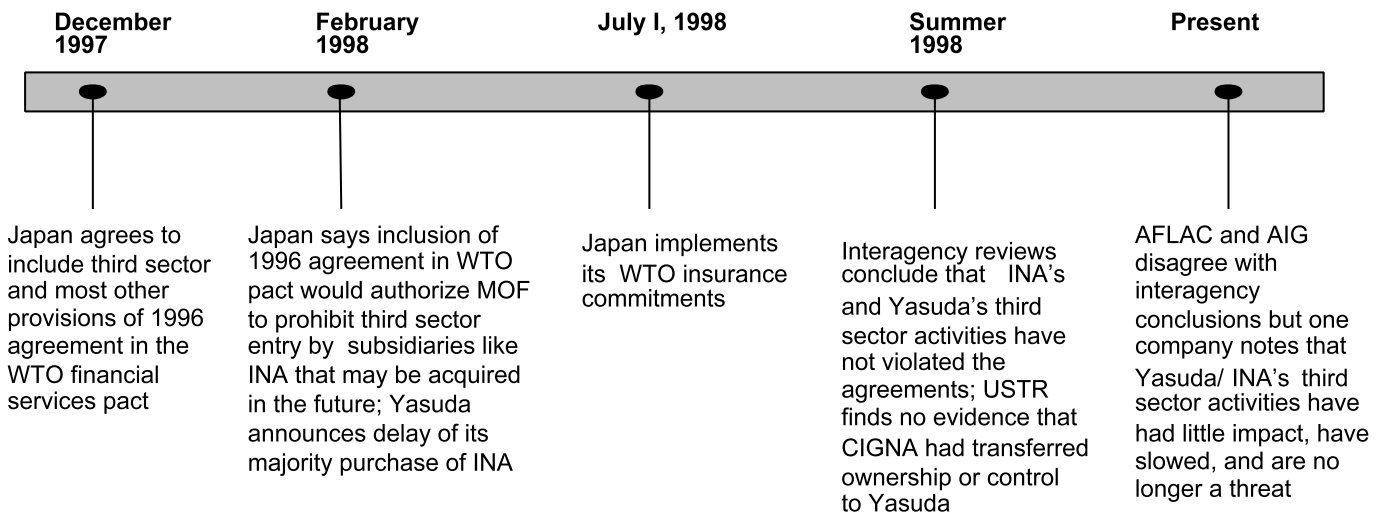 December
1997
February
1998
July I, 1998
Summer
1998
Present
Japan agrees to
include third sector
and most other
provisions of 1996
agreement in the
WTO financial
services pact
Japan says inclusion of
1996 agreement in WTO
pact would authorize MOF
to prohibit third sector
entry by subsidiaries like
INA that may be acquired
in the future; Yasuda
announces delay of its
majority purchase of INA
Japan implements
its WTO insurance
commitments
Interagency reviews
conclude that INA's
and Yasuda's third
sector activities have
not violated the
agreements; USTR
finds no evidence that
CIGNA had transferred
ownership or control
to Yasuda
AFLAC and AIG
disagree with
interagency
conclusions but one
company notes that
Yasuda/ INA's third
sector activities have
had little impact, have
slowed, and are no
longer a threat